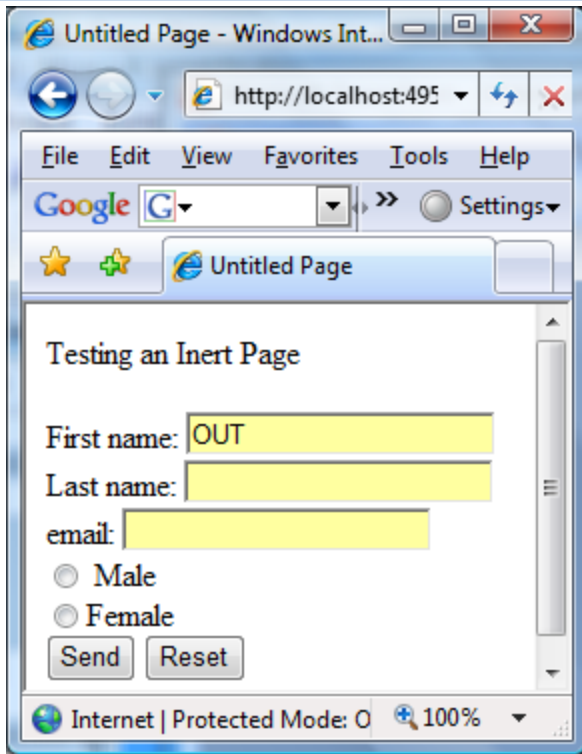 Untitled Page - Windows Int...
http://localhost:495
File Edit View Favorites Tools Help
Google G Settings
Untitled Page
Testing an Inert Page
First name: OUT
Last name:
email:
Male
Female
Send Reset
Internet | Protected Mode: O 100%